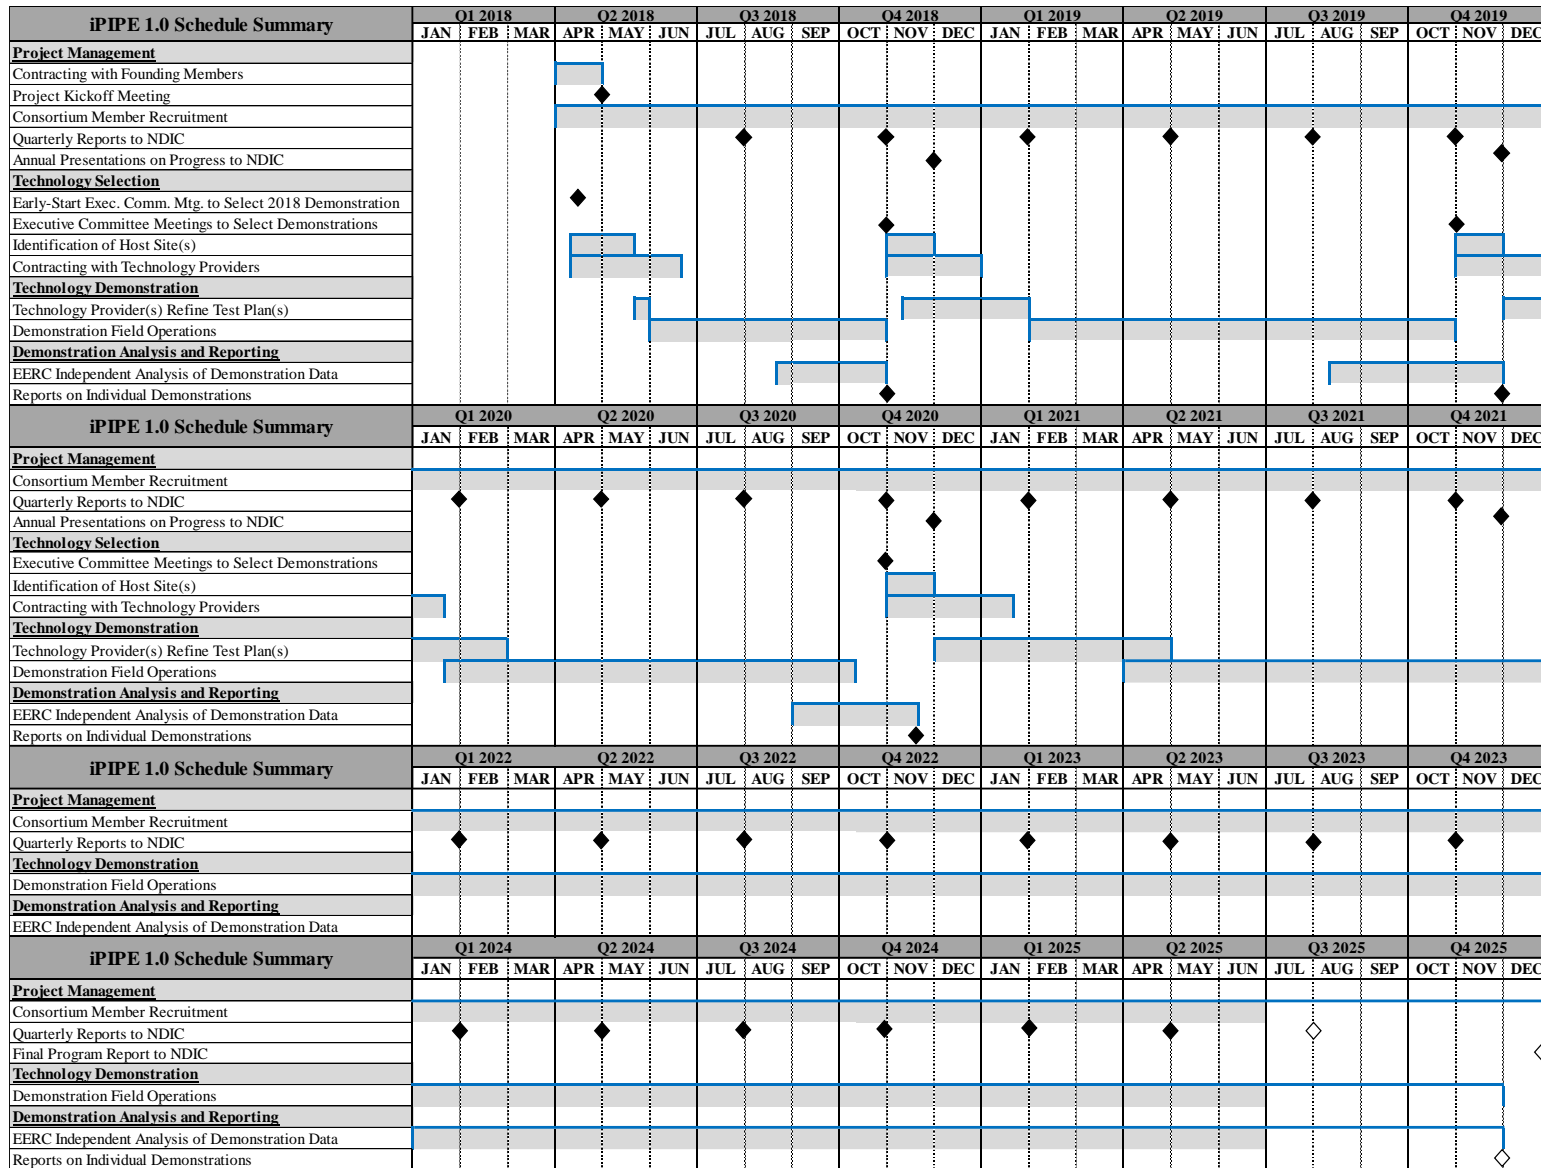 iPIPE 1.0 Schedule Summary
Q1 2018 Q2 2018 Q3 2018 Q4 2018 Q1 2019 Q2 2019 Q3 2019 Q4 2019
JAN FEB MAR APR MAY JUN JUL AUG SEP OCT NOV DEC JAN FEB MAR APR MAY JUN JUL AUG SEP OCT NOV DEC
Project Management
Contracting with Founding Members
Project Kickoff Meeting
Consortium Member Recruitment
Quarterly Reports to NDIC
Annual Presentations on Progress to NDIC
Technology Selection
Early-Start Exec. Comm. Mtg. to Select 2018 Demonstration
Executive Committee Meetings to Select Demonstrations
Identification of Host Site(s)
Contracting with Technology Providers
Technology Demonstration
Technology Provider(s) Refine Test Plan(s)
Demonstration Field Operations
Demonstration Analysis and Reporting
EERC Independent Analysis of Demonstration Data
Reports on Individual Demonstrations
iPIPE 1.0 Schedule Summary
Q1 2020 Q2 2020 Q3 2020 Q4 2020 Q1 2021 Q2 2021 Q3 2021 Q4 2021
JAN FEB MAR APR MAY JUN JUL AUG SEP OCT NOV DEC JAN FEB MAR APR MAY JUN JUL AUG SEP OCT NOV DEC
Project Management
Consortium Member Recruitment
Quarterly Reports to NDIC
Annual Presentations on Progress to NDIC
Technology Selection
Executive Committee Meetings to Select Demonstrations
Identification of Host Site(s)
Contracting with Technology Providers
Technology Demonstration
Technology Provider(s) Refine Test Plan(s)
Demonstration Field Operations
Demonstration Analysis and Reporting
EERC Independent Analysis of Demonstration Data
Reports on Individual Demonstrations
iPIPE 1.0 Schedule Summary
Q1 2022 Q2 2022 Q3 2022 Q4 2022 Q1 2023 Q2 2023 Q3 2023 Q4 2023
JAN FEB MAR APR MAY JUN JUL AUG SEP OCT NOV DEC JAN FEB MAR APR MAY JUN JUL AUG SEP OCT NOV DEC
Project Management
Consortium Member Recruitment
Quarterly Reports to NDIC
Technology Demonstration
Demonstration Field Operations
Demonstration Analysis and Reporting
EERC Independent Analysis of Demonstration Data
iPIPE 1.0 Schedule Summary
Q1 2024 Q2 2024 Q3 2024 Q4 2024 Q1 2025 Q2 2025 Q3 2025 Q4 2025
JAN FEB MAR APR MAY JUN JUL AUG SEP OCT NOV DEC JAN FEB MAR APR MAY JUN JUL AUG SEP OCT NOV DEC
Project Management
Consortium Member Recruitment
Quarterly Reports to NDIC
Final Program Report to NDIC
Technology Demonstration
Demonstration Field Operations
Demonstration Analysis and Reporting
EERC Independent Analysis of Demonstration Data
Reports on Individual Demonstrations